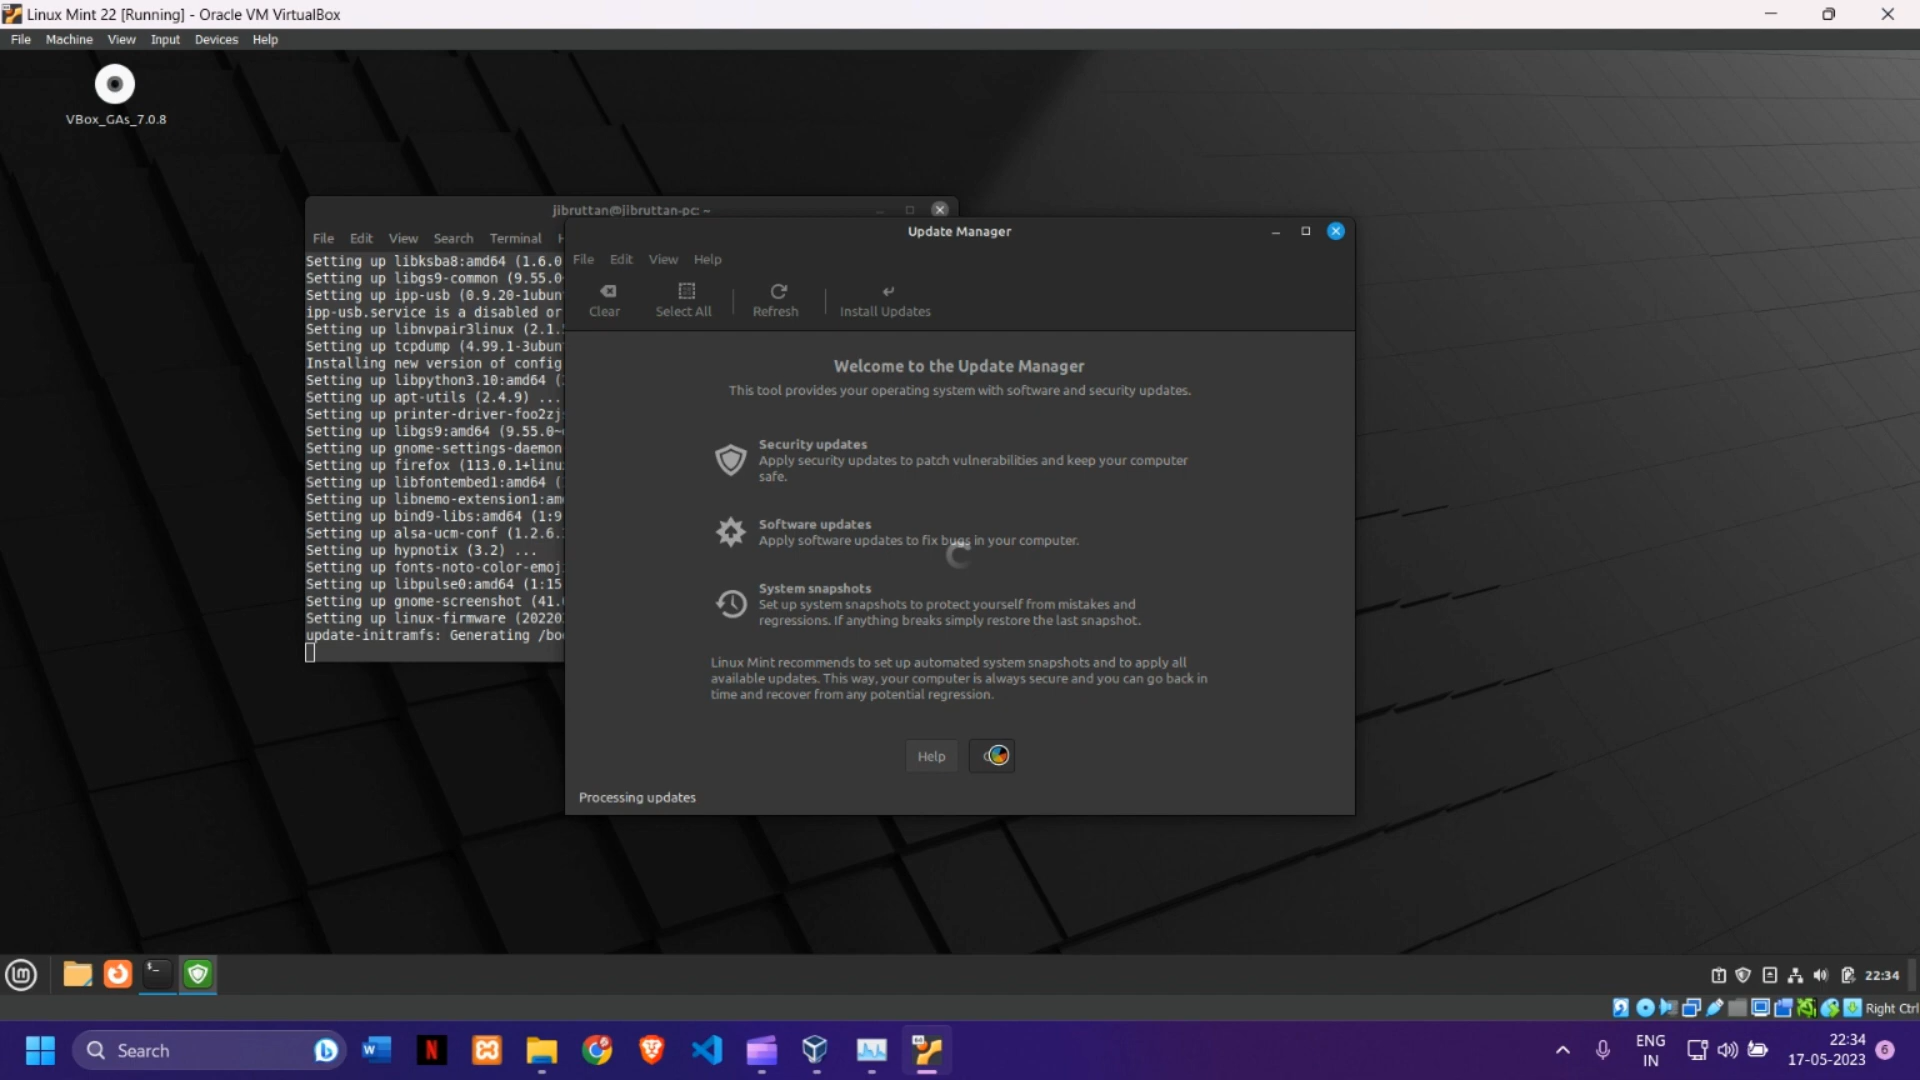 Linux Mint 22 [Running] - Oracle VM VirtualBox
File Machine View Input Devices Help
VBox_GAs_7.0.8
jibruttan@jibruttan-pc: ~
File Edit View Search Terminal
Setting up libksba8:amd64 (1.6.0
Setting up libgs9-common (9.55.0
Setting up ipp-usb (0.9.20-1ubun
ipp-usb.service is a disabled or
Setting up libnvpair3linux (2.1.
Setting up tcpdump (4.99.1-3ubun
Installing new version of config
Setting up libpython3.10:amd64 (
Setting up apt-utils (2.4.9) ...
Setting up printer-driver-foo2zj
Setting up libgs9:amd64 (9.55.0~
Setting up gnome-settings-daemon
Setting up firefox (113.0.1+linu
Setting up libfontembed1:amd64 (
Setting up libnemo-extension1:am
Setting up bind9-libs:amd64 (1:9
Setting up alsa-ucm-conf (1.2.6.
Setting up hypnotix (3.2) ...
Setting up fonts-noto-color-emoj
Setting up libpulse0:amd64 (1:15
Setting up gnome-screenshot (41.
Setting up linux-firmware (20220
update-initramfs: Generating /bo
Update Manager
File Edit View Help
Clear Select All Refresh Install Updates
Welcome to the Update Manager
This tool provides your operating system with software and security updates.
Security updates
Apply security updates to patch vulnerabilities and keep your computer
safe.
Software updates
Apply software updates to fix bugs in your computer.
System snapshots
Set up system snapshots to protect yourself from mistakes and
regressions. If anything breaks simply restore the last snapshot.
Linux Mint recommends to set up automated system snapshots and to apply all
available updates. This way, your computer is always secure and you can go back in
time and recover from any potential regression.
Help
Processing updates
22:34
Right Ctrl
Search
ENG
IN
22:34
17-05-2023
6